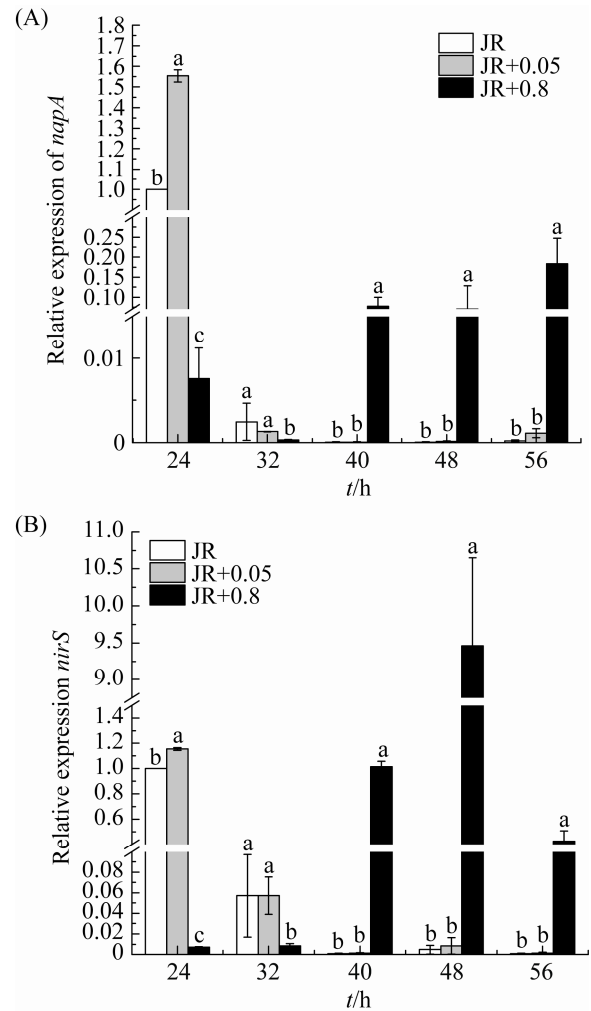 (A)
Relative expression of napA
1.8
1.7
1.6
1.5
1.4
1.3
1.2
1.1
1.0
0.9
0.25
0.20
0.15
0.10
0.01
0
JR
JR+0.05
JR+0.8
b
a
c
a
a
b
b
b
a
b
b
a
b
b
a
24
32
40
48
56
t/h
(B)
Relative expression nirS
11.0
10.5
10.0
9.5
9.0
1.4
1.2
1.0
0.8
0.6
0.08
0.06
0.04
0.02
0
JR
JR+0.05
JR+0.8
b
a
c
a
a
b
b
b
a
b
b
a
b
b
a
24
32
40
48
56
t/h